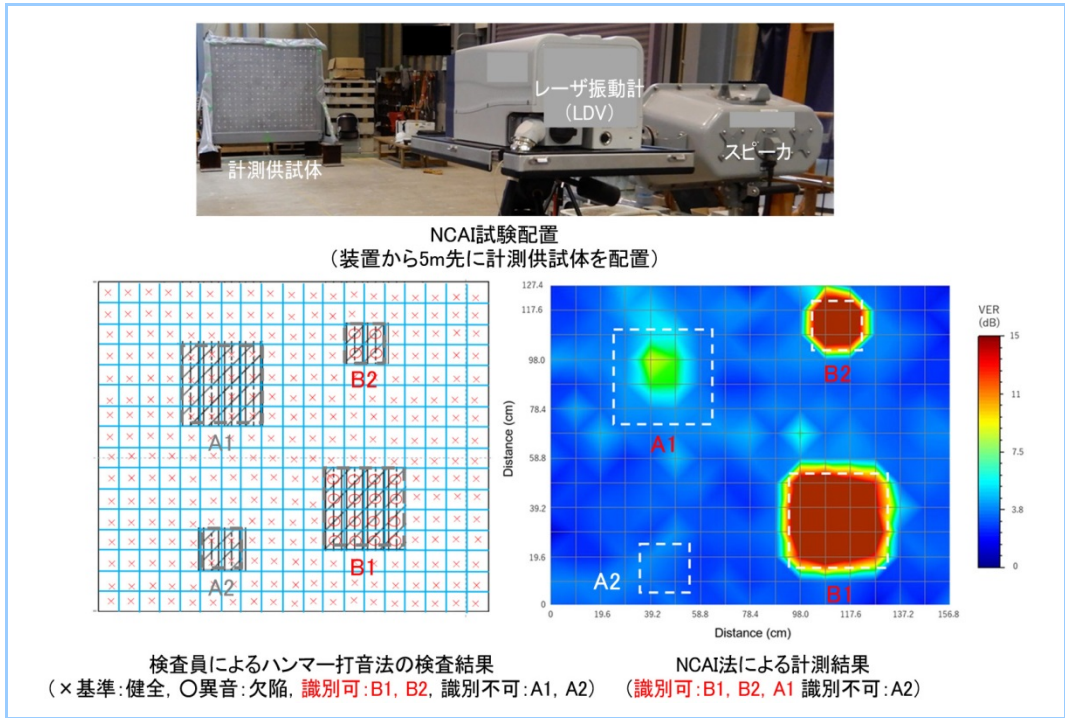 レーザ振動計
（LDV）
スピーカ
計測供試体
NCAI試験配置
（装置から5m先に計測供試体を配置）
B2
A1
B1
A2
127.4
117.6
98.0
78.4
58.8
39.2
19.6
0
Distance (cm)
B2
A1
A2
B1
0
19.6
39.2
58.8
78.4
98.0
117.6
137.2
156.8
Distance (cm)
VER
(dB)
15
11
7.5
3.8
0
検査員によるハンマー打音法の検査結果
（×基準：健全，〇異音：欠陥，識別可：B1，B2，識別不可：A1，A2）
NCAI法による計測結果
（識別可：B1，B2，A1 識別不可：A2）